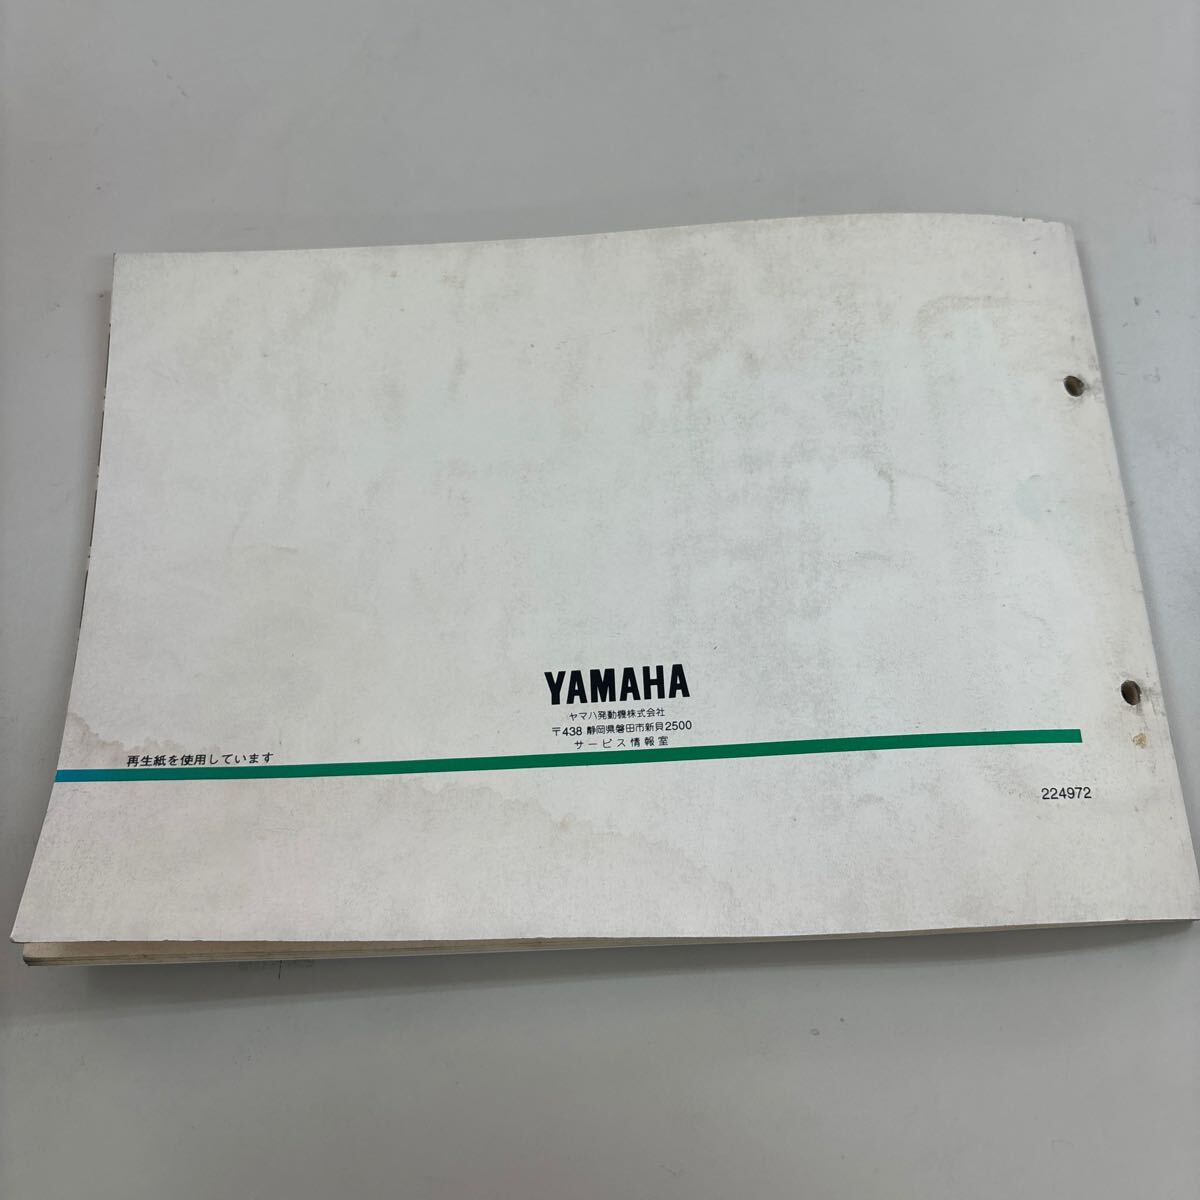 YAMAHA
ヤマハ発動機株式会社
〒438 静岡県磐田市新貝2500
サービス情報室
再生紙を使用しています
224972